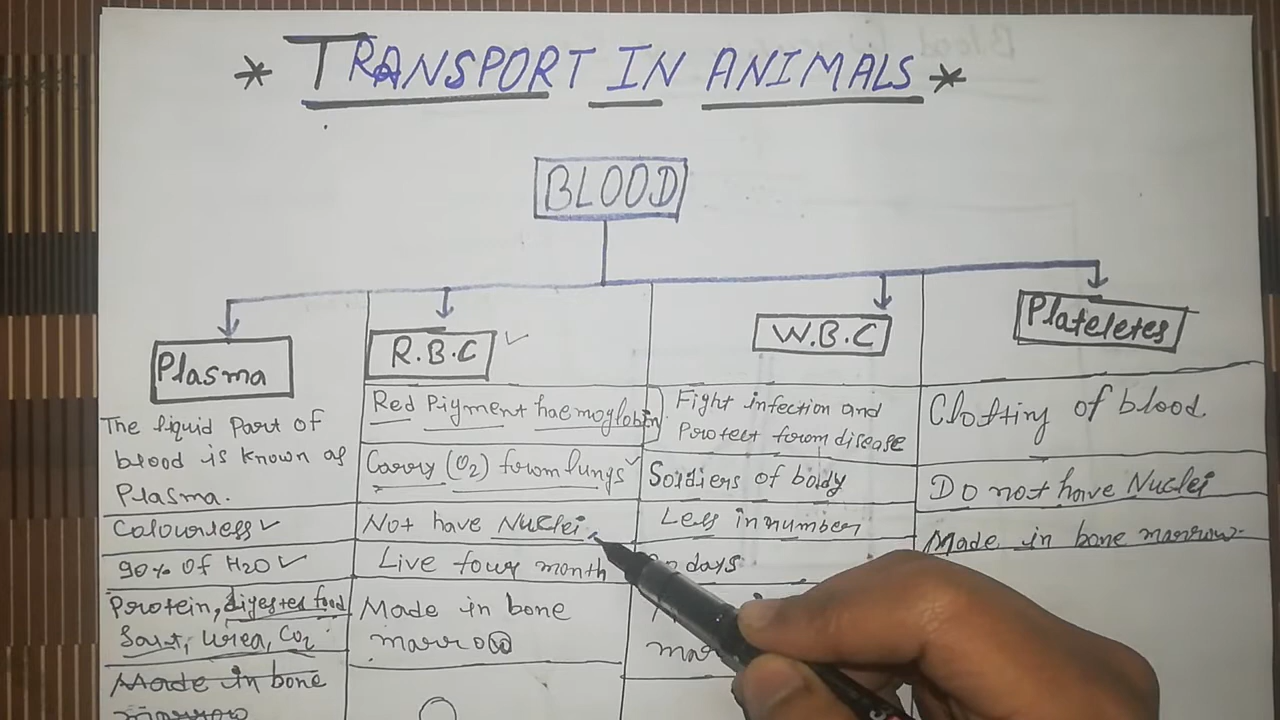 * TRANSPORT IN ANIMALS *
BLOOD
Plasma
The liquid Part of
blood is known as
Plasma.
Colourless ✓
90% Of H2O ✓
Protein, digested food
Salt, Urea, CO2
Made in bone
marrow
R.B.C ✓
Red Pigment haemoglobin
Carry (O2) from lungs ✓
Not have Nuclei
Live four month
Made in bone
marrow
W.B.C
Fight infection and
Protect from disease
Soldiers of body
Less in number
days
Plateletes
Clotting of blood
Do not have Nuclei
Made in bone marrow